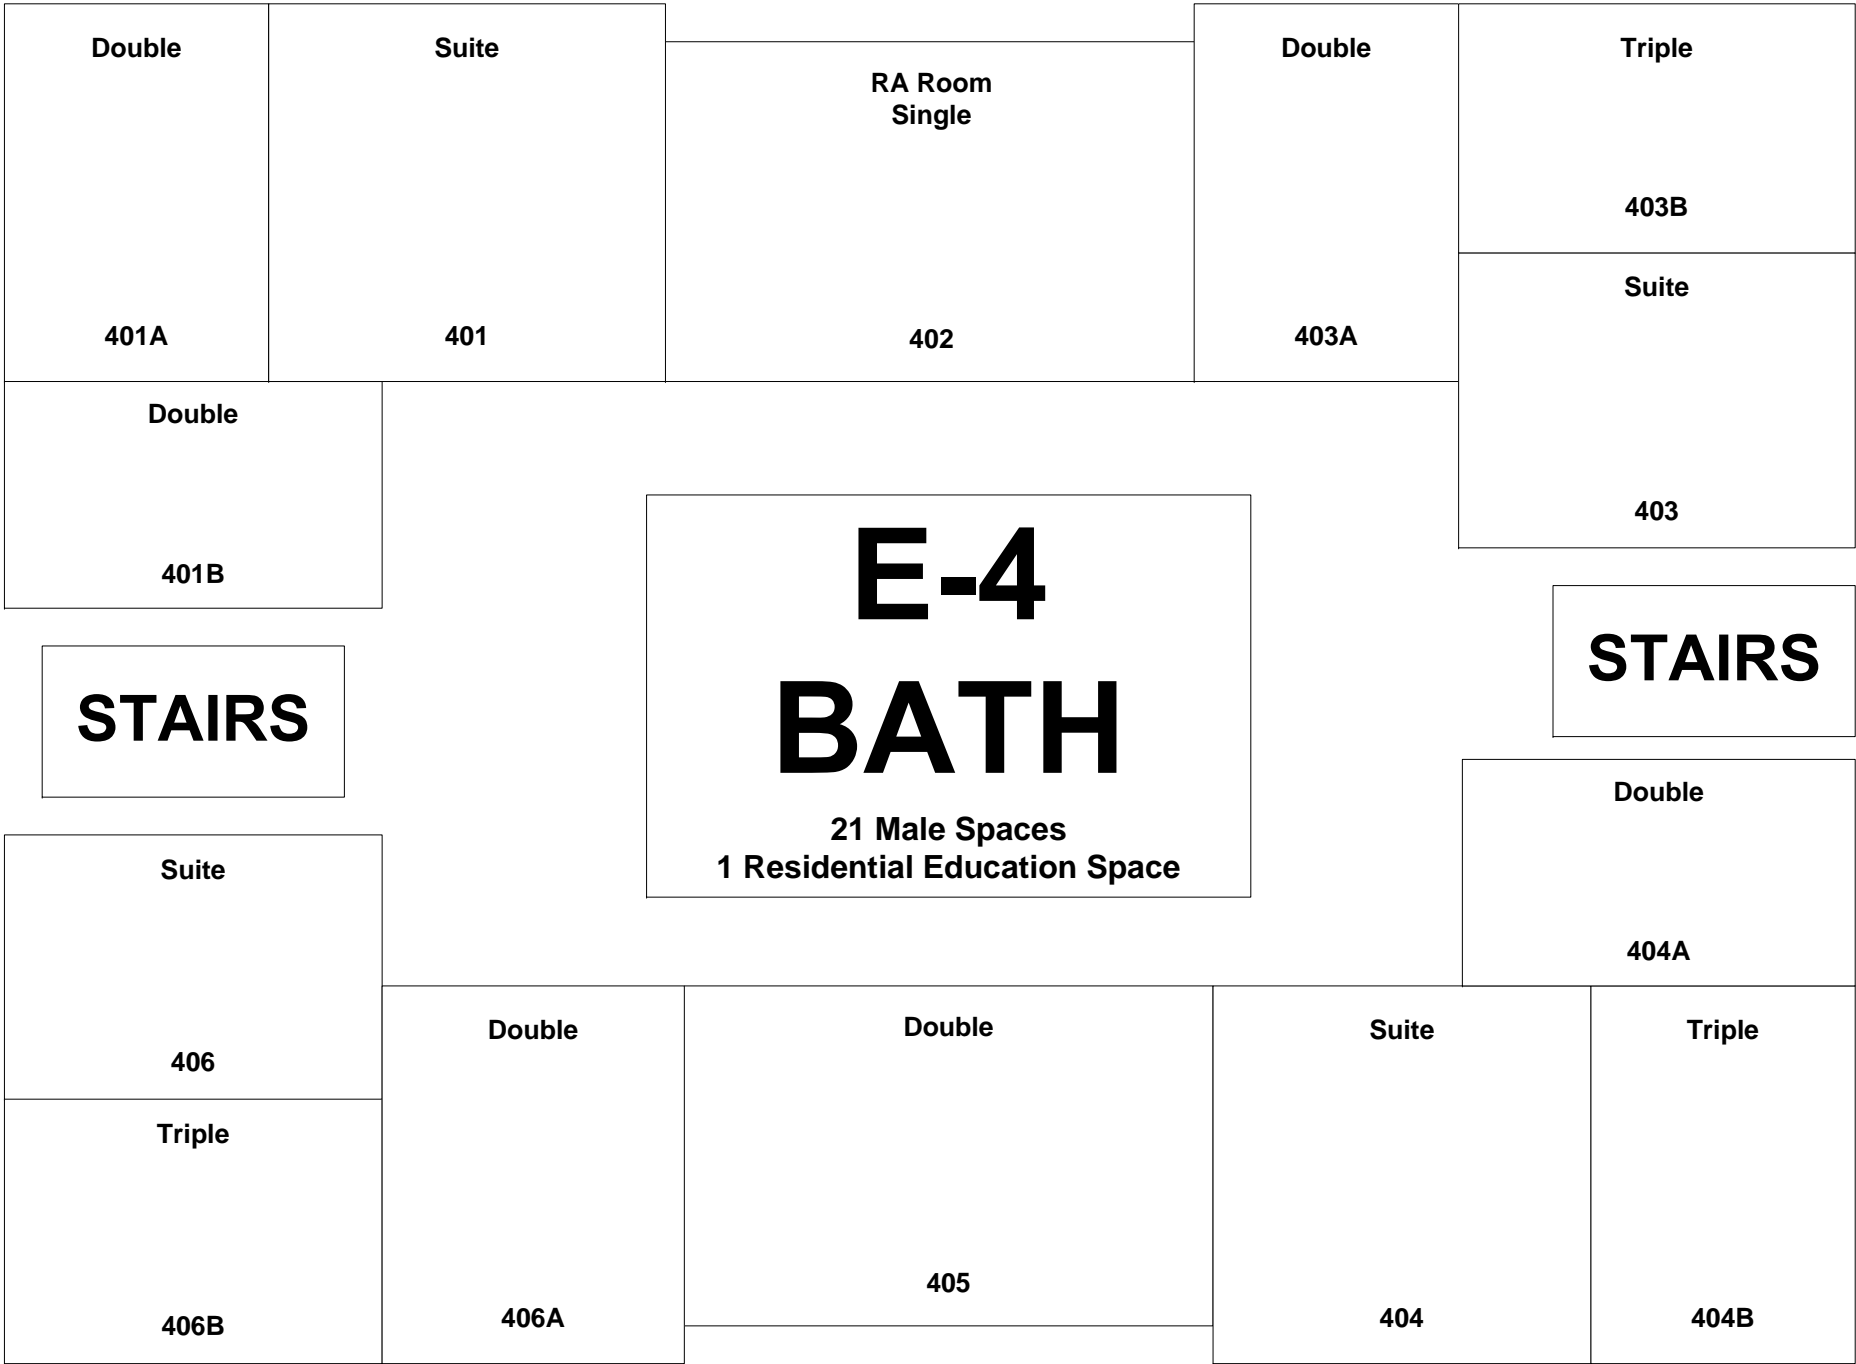 Double
401A
Suite
401
RA Room
Single
402
Double
403A
Triple
403B
Suite
403
Double
401B
STAIRS
E-4
BATH
21 Male Spaces
1 Residential Education Space
STAIRS
Double
404A
Suite
406
Triple
406B
Double
406A
Double
405
Suite
404
Triple
404B